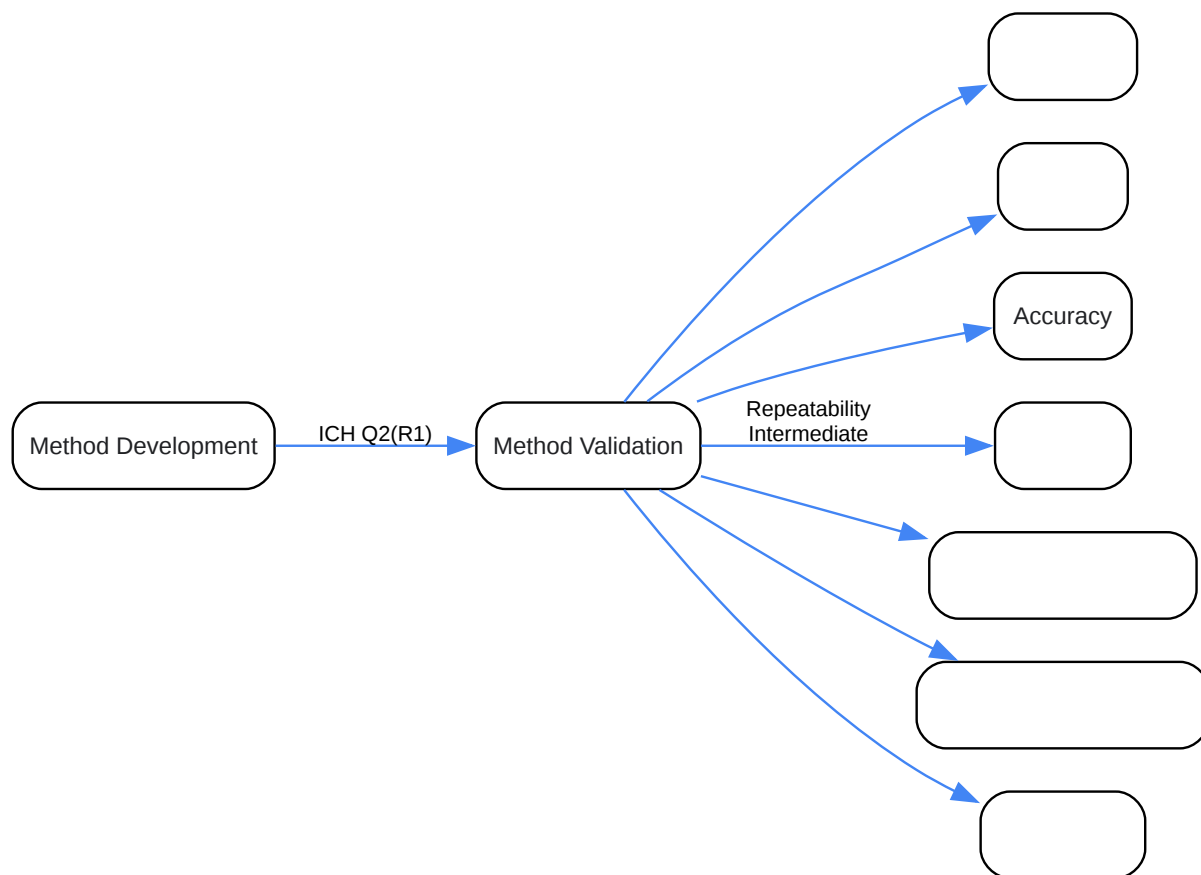 Accuracy
Repeatability
Intermediate
ICH Q2(R1)
Method Development
Method Validation